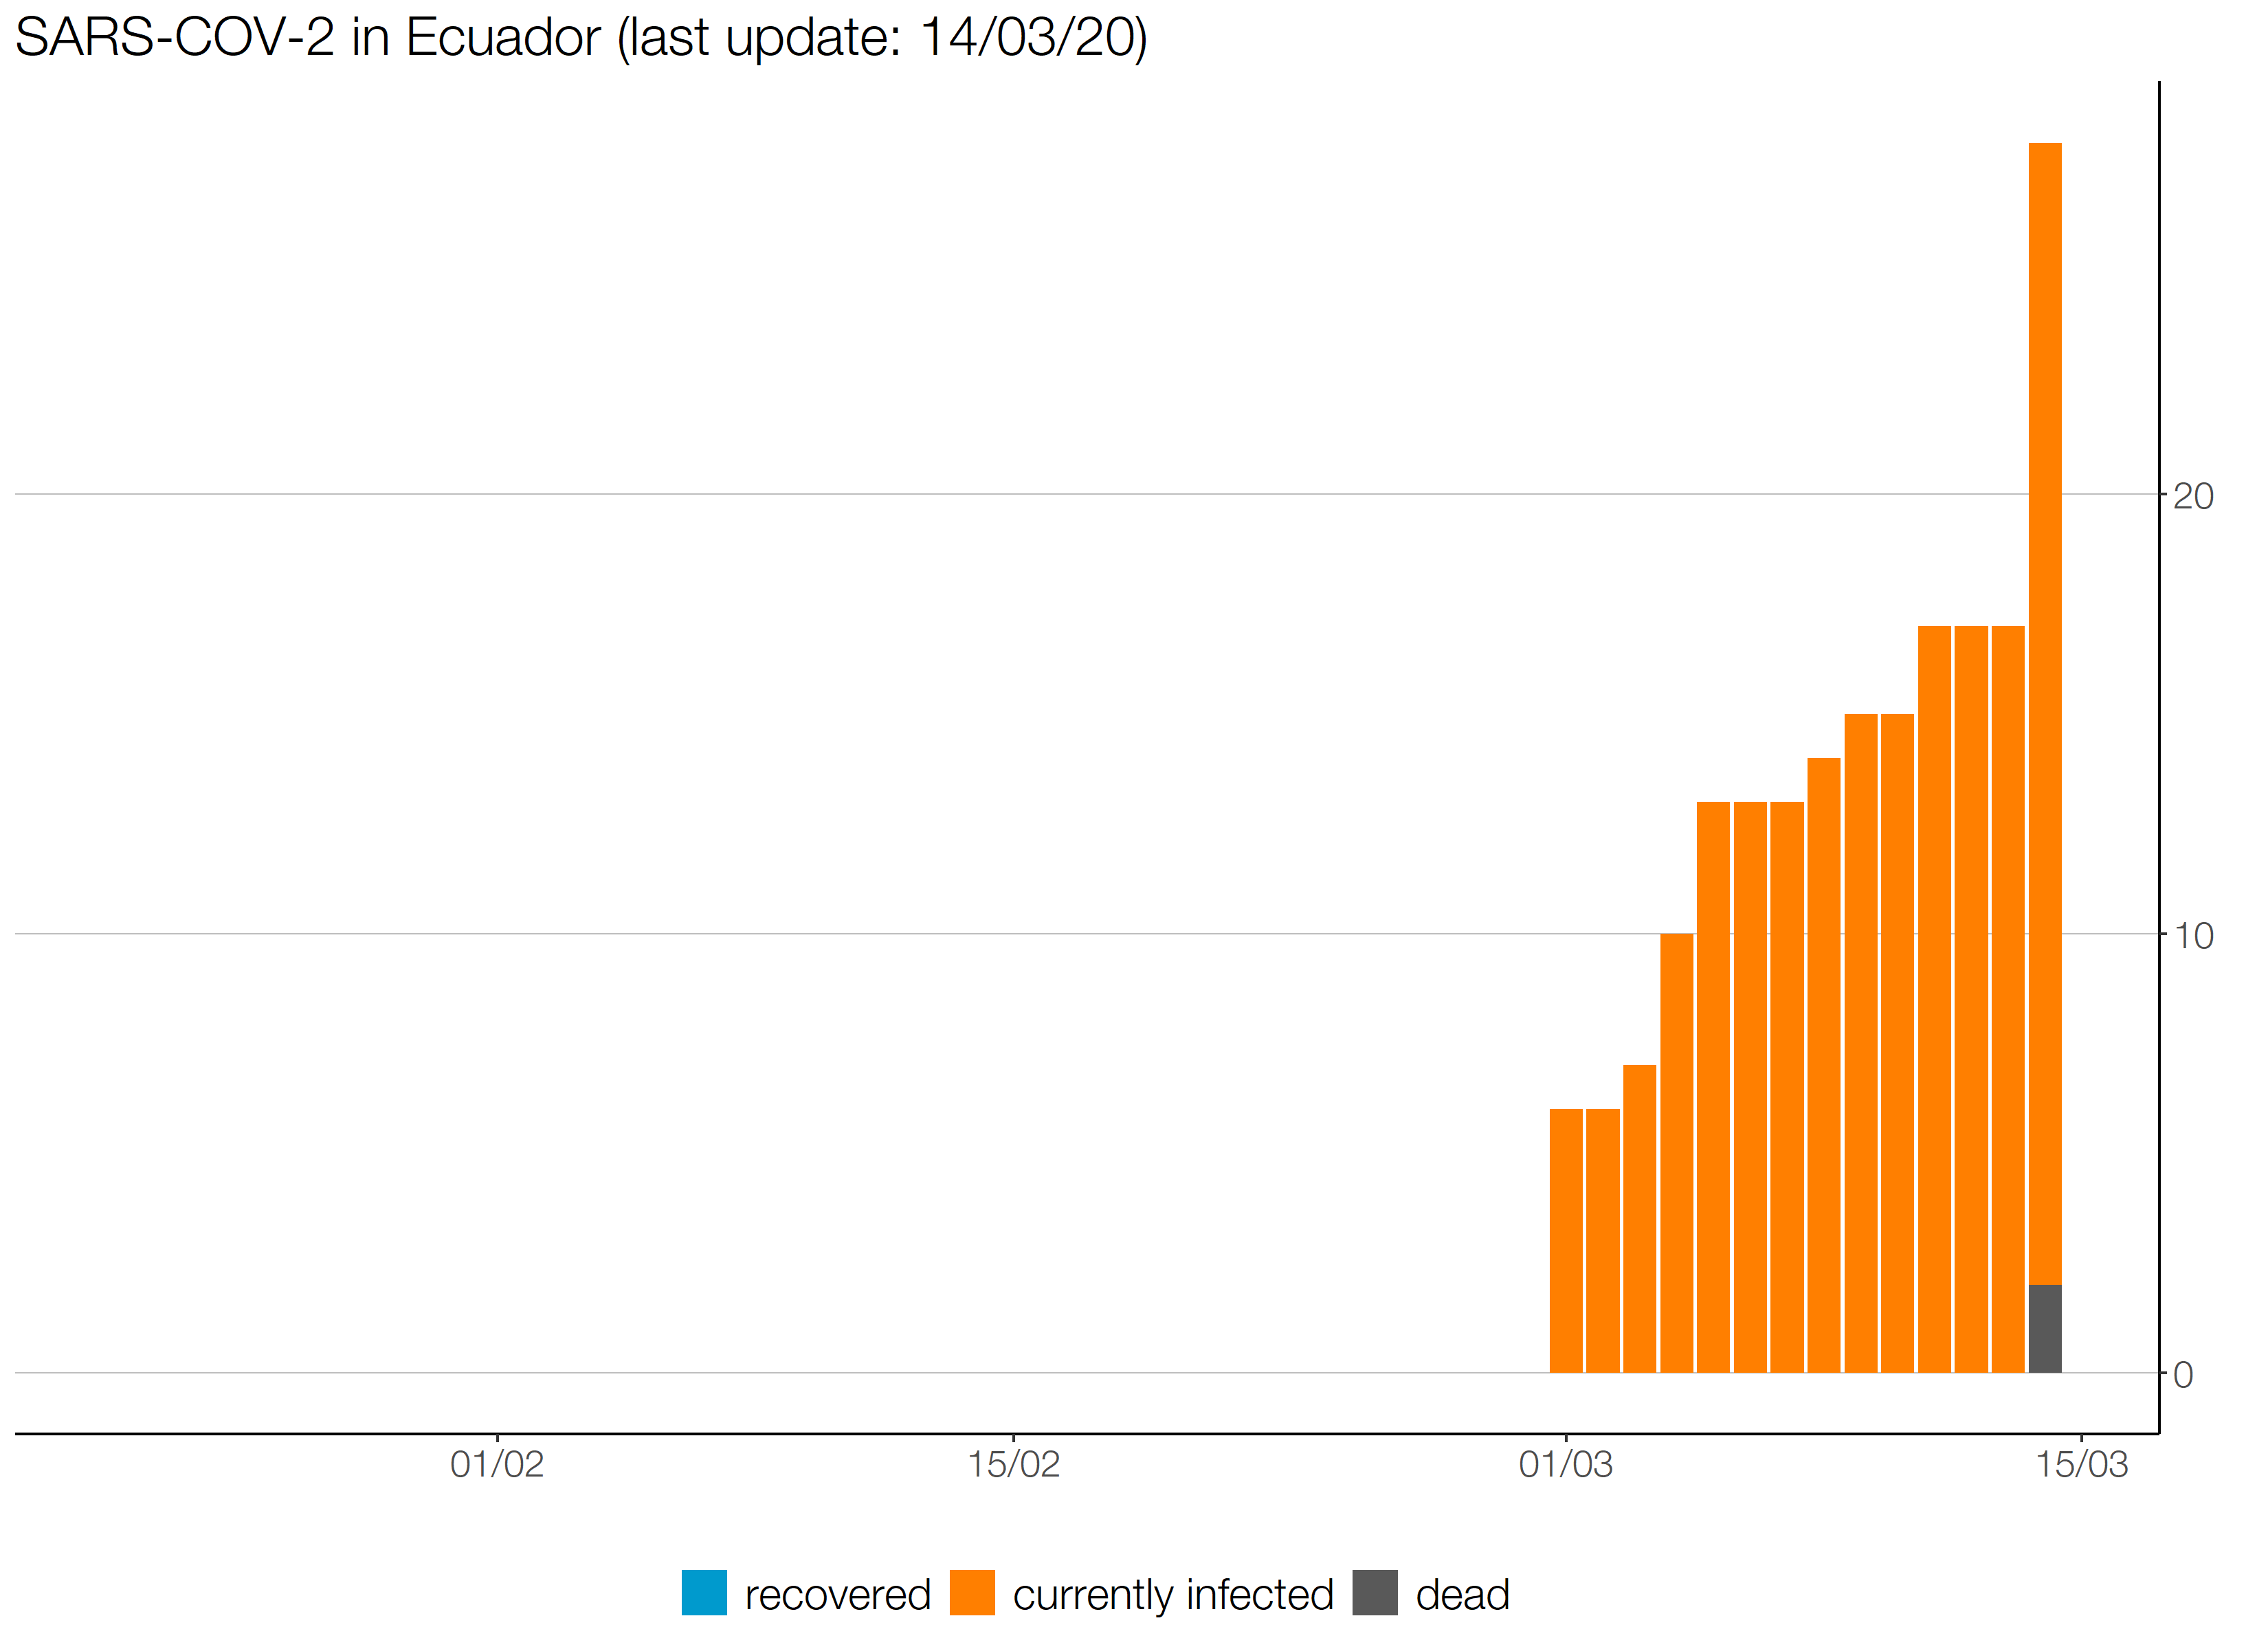 SARS-COV-2 in Ecuador (last update: 14/03/20)
20
10
0
01/02 15/02 01/03 15/03
recovered currently infected dead